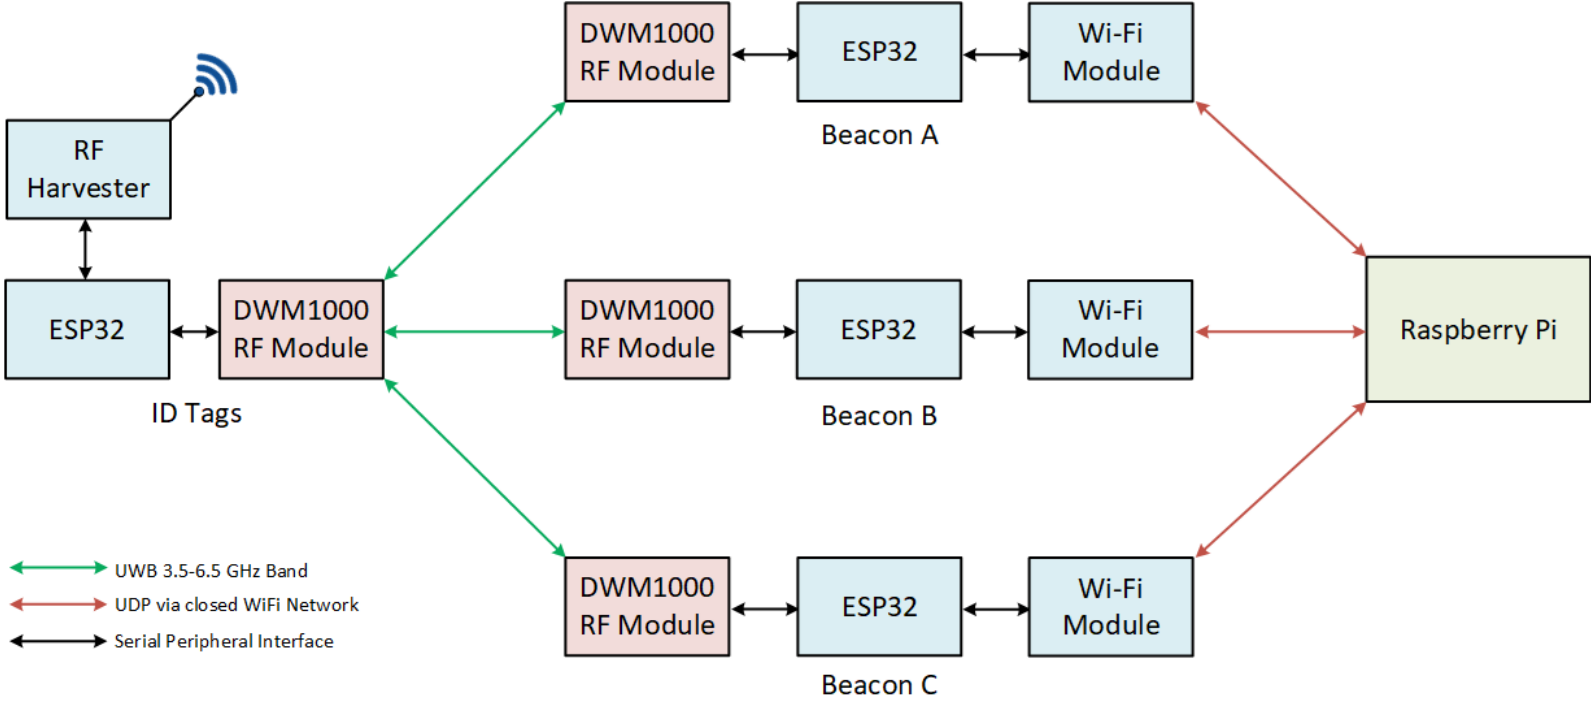 DWM1000
RF Module
ESP32
Wi-Fi
Module
Beacon A
RF
Harvester
ESP32
DWM1000
RF Module
ID Tags
DWM1000
RF Module
ESP32
Wi-Fi
Module
Beacon B
Raspberry Pi
DWM1000
RF Module
ESP32
Wi-Fi
Module
Beacon C
UWB 3.5-6.5 GHz Band
UDP via closed WiFi Network
Serial Peripheral Interface